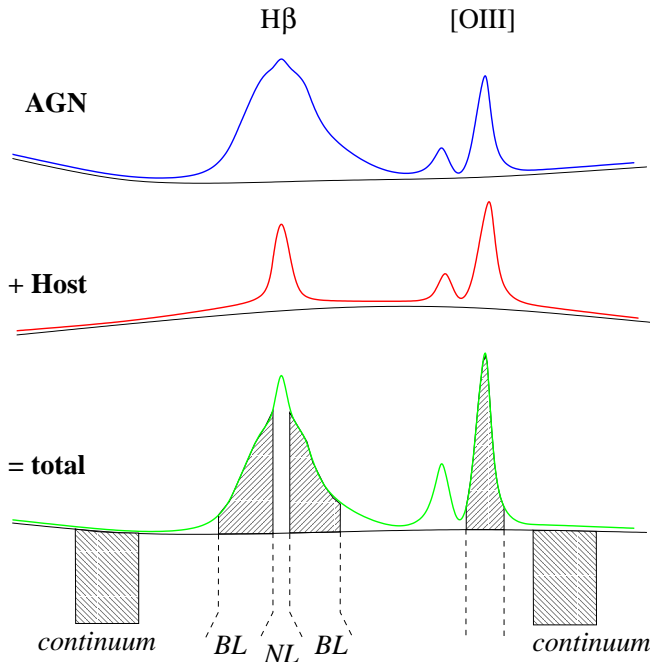 Hβ [OIII]
AGN
+ Host
= total
continuum BL NL BL continuum